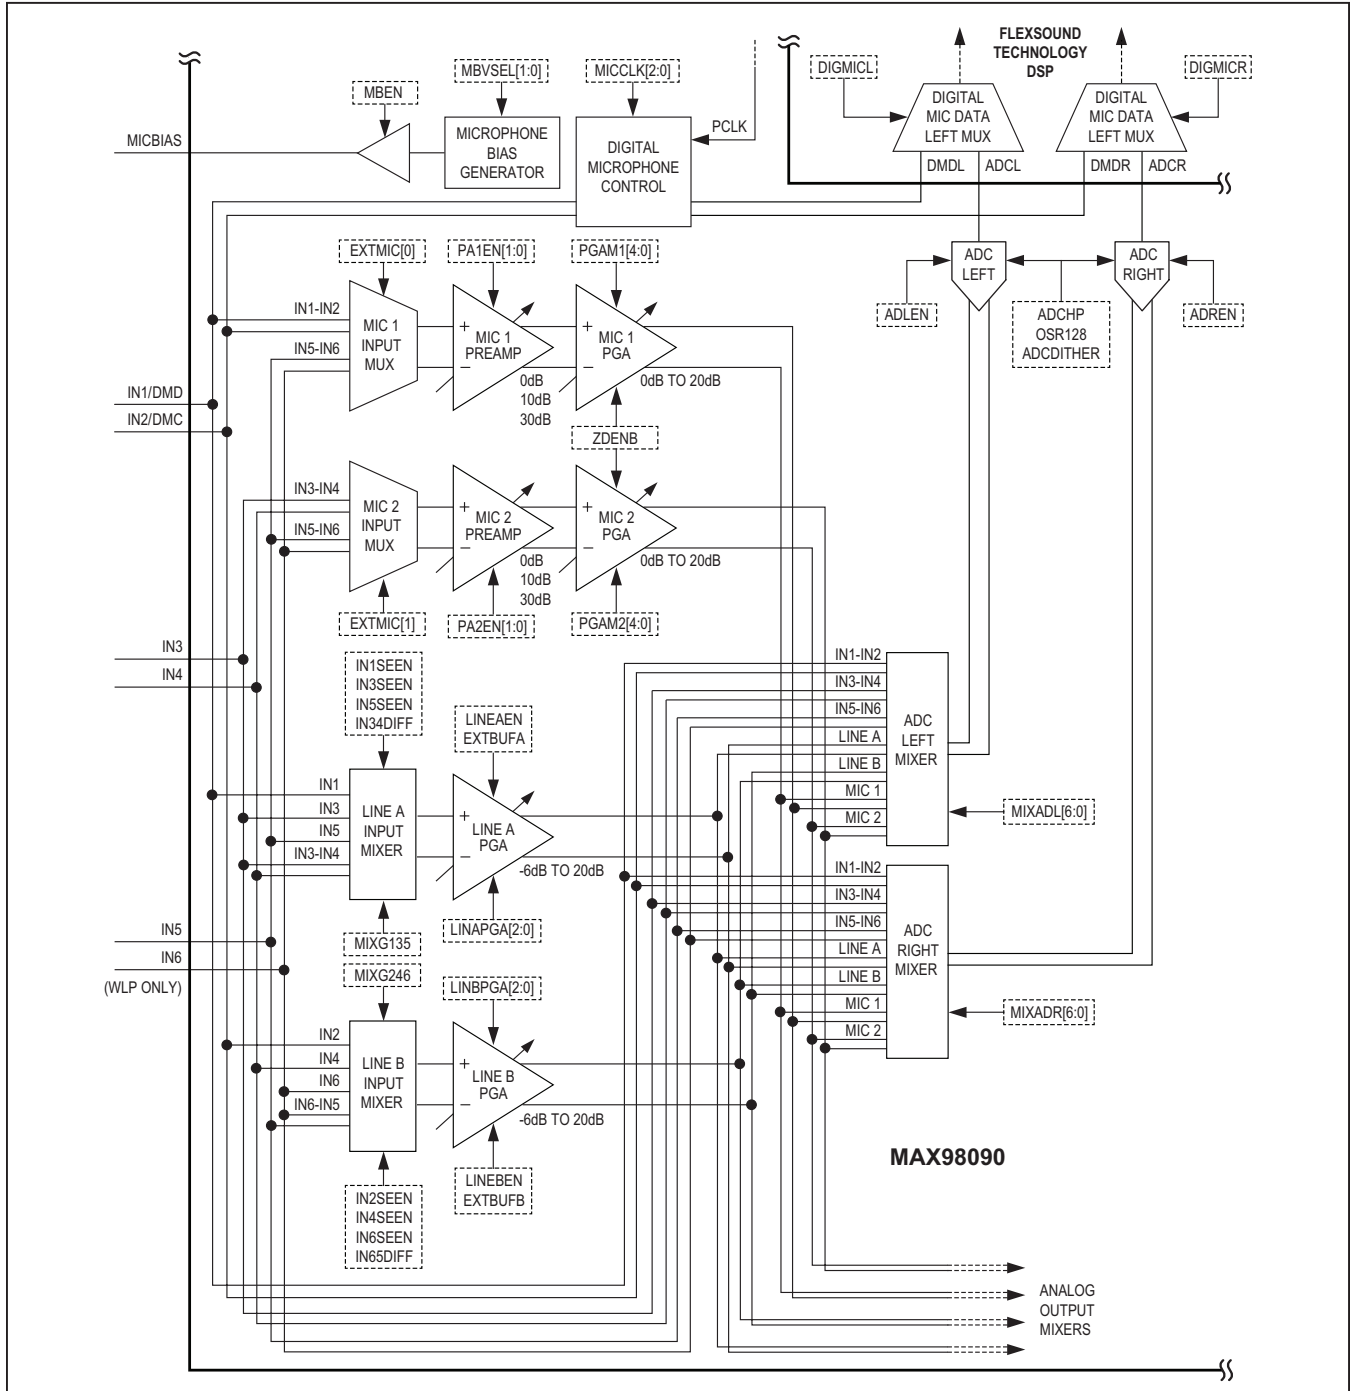 FLEXSOUND
TECHNOLOGY
DSP
MBVSEL[1:0]
MICCLK[2:0]
DIGMICL
DIGMICR
MBEN
DIGITAL
MIC DATA
LEFT MUX
DIGITAL
MIC DATA
LEFT MUX
MICBIAS
MICROPHONE
BIAS
GENERATOR
DIGITAL
MICROPHONE
CONTROL
PCLK
DMDL
ADCL
DMDR
ADCR
EXTMIC[0]
PA1EN[1:0]
PGAM1[4:0]
ADC
LEFT
ADC
RIGHT
ADLEN
ADCHP
OSR128
ADCDITHER
ADREN
IN1-IN2
IN5-IN6
MIC 1
INPUT
MUX
+
−
MIC 1
PREAMP
0dB
10dB
30dB
+
−
MIC 1
PGA
0dB TO 20dB
IN1/DMD
IN2/DMC
ZDENB
IN3-IN4
IN5-IN6
MIC 2
INPUT
MUX
+
−
MIC 2
PREAMP
0dB
10dB
30dB
+
−
MIC 2
PGA
0dB TO 20dB
EXTMIC[1]
PA2EN[1:0]
PGAM2[4:0]
IN3
IN4
IN1SEEN
IN3SEEN
IN5SEEN
IN34DIFF
LINEAEN
EXTBUFA
IN1-IN2
IN3-IN4
IN5-IN6
LINE A
LINE B
MIC 1
MIC 2
ADC
LEFT
MIXER
MIXADL[6:0]
IN1
IN3
IN5
IN3-IN4
LINE A
INPUT
MIXER
+
−
LINE A
PGA
-6dB TO 20dB
MIXG135
LINAPGA[2:0]
IN1-IN2
IN3-IN4
IN5-IN6
LINE A
LINE B
MIC 1
MIC 2
ADC
RIGHT
MIXER
MIXADR[6:0]
IN5
IN6
(WLP ONLY)
MIXG246
LINBPGA[2:0]
IN2
IN4
IN6
IN6-IN5
LINE B
INPUT
MIXER
+
−
LINE B
PGA
-6dB TO 20dB
IN2SEEN
IN4SEEN
IN6SEEN
IN65DIFF
LINEBEN
EXTBUFB
MAX98090
ANALOG
OUTPUT
MIXERS